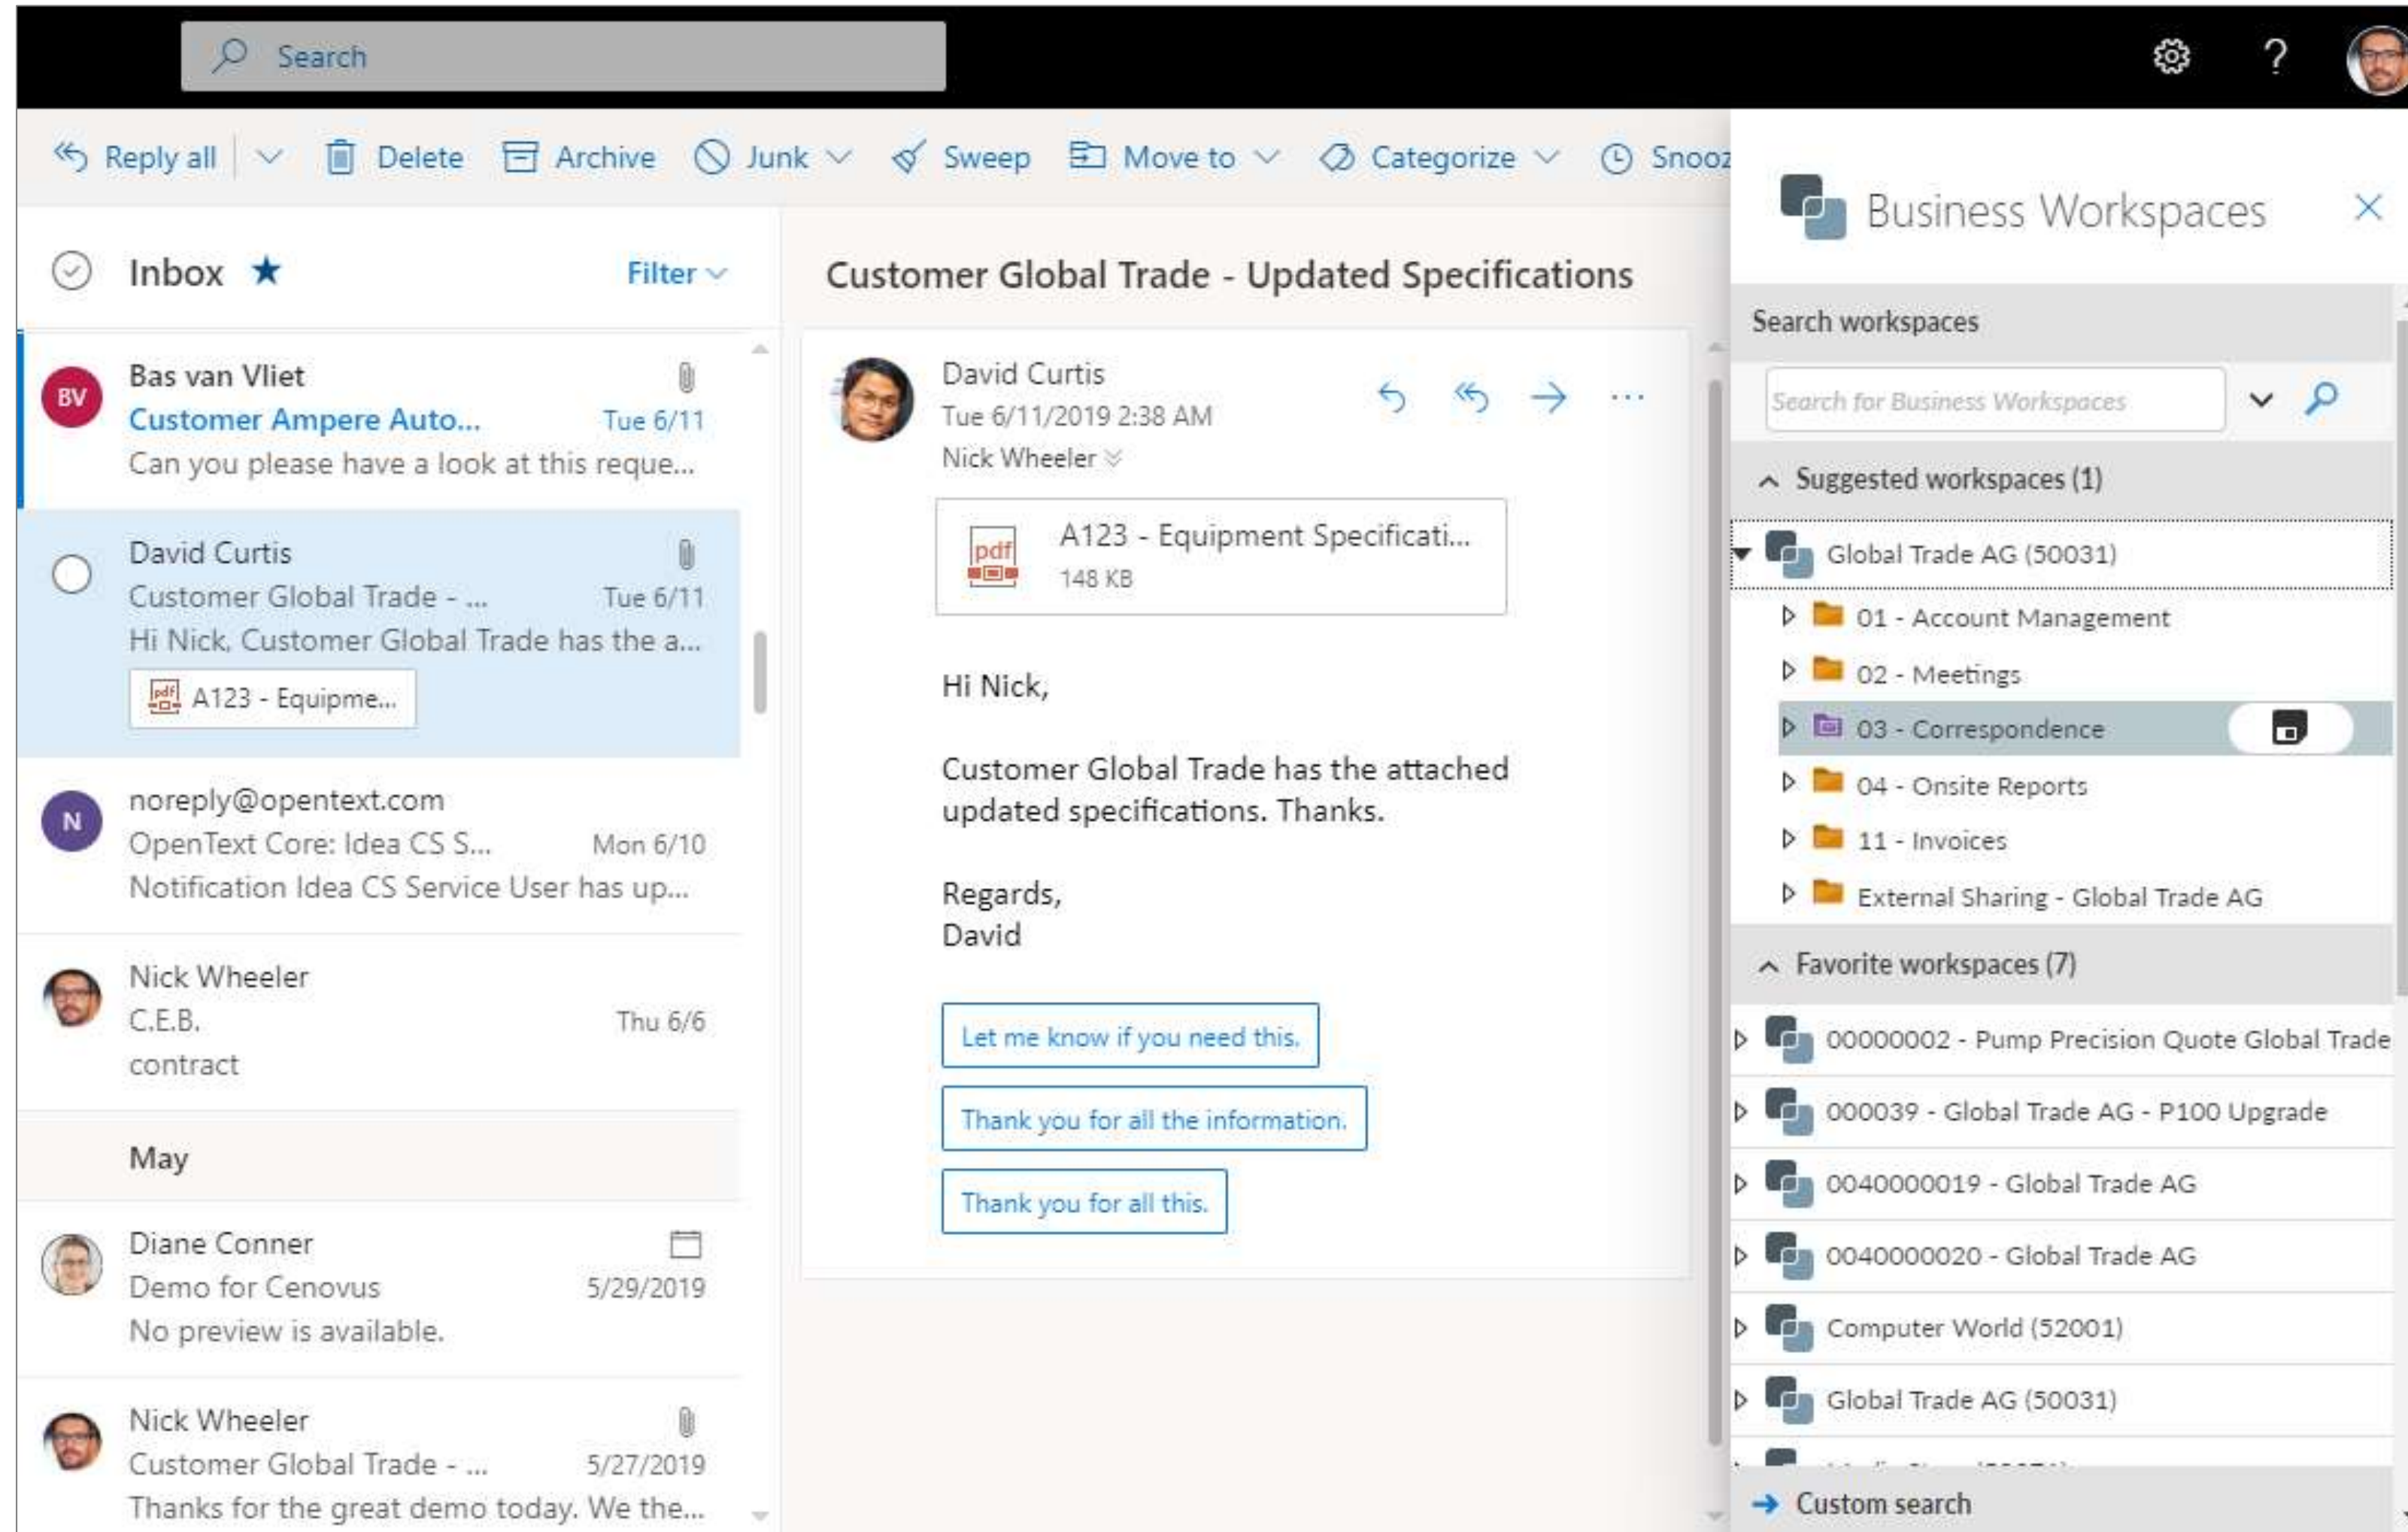 Search
Reply all
Delete
Archive
Junk
Sweep
Move to
Categorize
Snooz
Inbox
Filter
Bas van Vliet
BV
Customer Ampere Auto... Tue 6/11
Can you please have a look at this reque...
David Curtis
Customer Global Trade - ... Tue 6/11
Hi Nick, Customer Global Trade has the a...
pdf A123 - Equipme...
noreply@opentext.com
N
OpenText Core: Idea CS S... Mon 6/10
Notification Idea CS Service User has up...
Nick Wheeler
C.E.B. Thu 6/6
contract
May
Diane Conner
Demo for Cenovus 5/29/2019
No preview is available.
Nick Wheeler
Customer Global Trade - ... 5/27/2019
Thanks for the great demo today. We the...
Customer Global Trade - Updated Specifications
David Curtis
Tue 6/11/2019 2:38 AM
Nick Wheeler
pdf A123 - Equipment Specificati...
148 KB
Hi Nick,
Customer Global Trade has the attached
updated specifications. Thanks.
Regards,
David
Let me know if you need this.
Thank you for all the information.
Thank you for all this.
Business Workspaces
Search workspaces
Search for Business Workspaces
Suggested workspaces (1)
Global Trade AG (50031)
01 - Account Management
02 - Meetings
03 - Correspondence
04 - Onsite Reports
11 - Invoices
External Sharing - Global Trade AG
Favorite workspaces (7)
00000002 - Pump Precision Quote Global Trade
000039 - Global Trade AG - P100 Upgrade
0040000019 - Global Trade AG
0040000020 - Global Trade AG
Computer World (52001)
Global Trade AG (50031)
Custom search